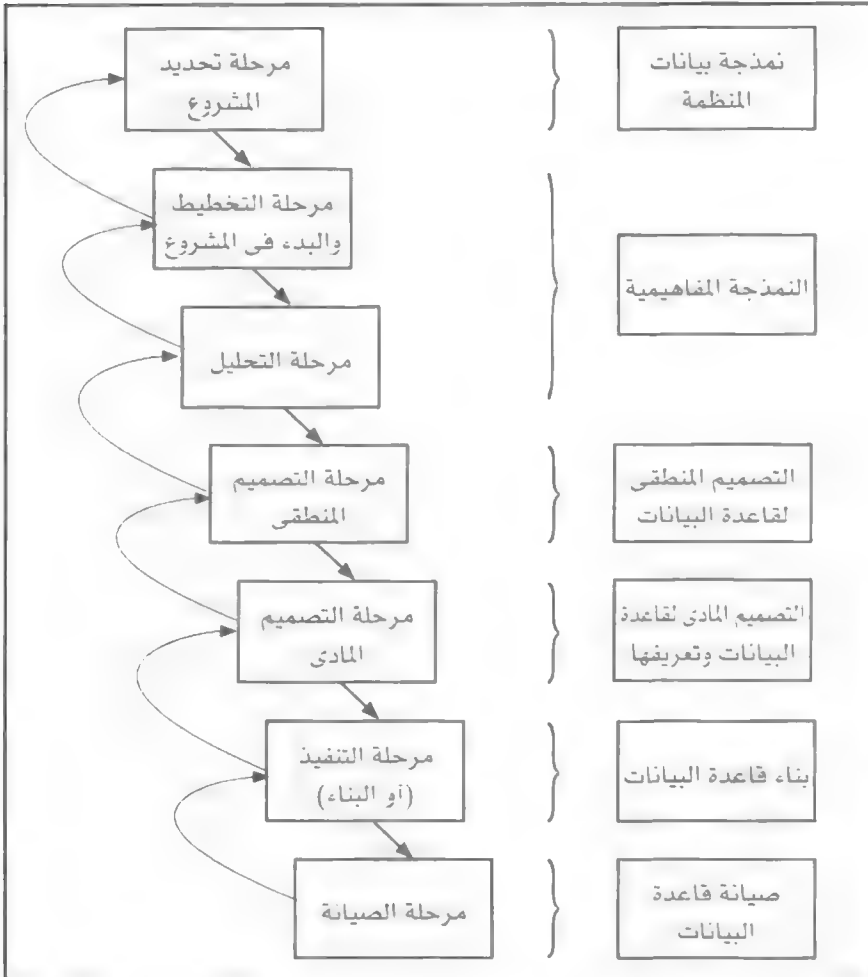 مرحلة تحديد
المشروع
نمذجة بيانات
المنظمة
مرحلة التخطيط
والبدء فى المشروع
مرحلة التحليل
النمذجة المفاهيمية
مرحلة التصميم
المنطقى
التصميم المنطقى
لقاعدة البيانات
مرحلة التصميم
المادى
التصميم المادى لقاعدة
البيانات وتعريفها
مرحلة التنفيذ
(أو البناء)
بناء قاعدة البيانات
مرحلة الصيانة
صيانة قاعدة
البيانات